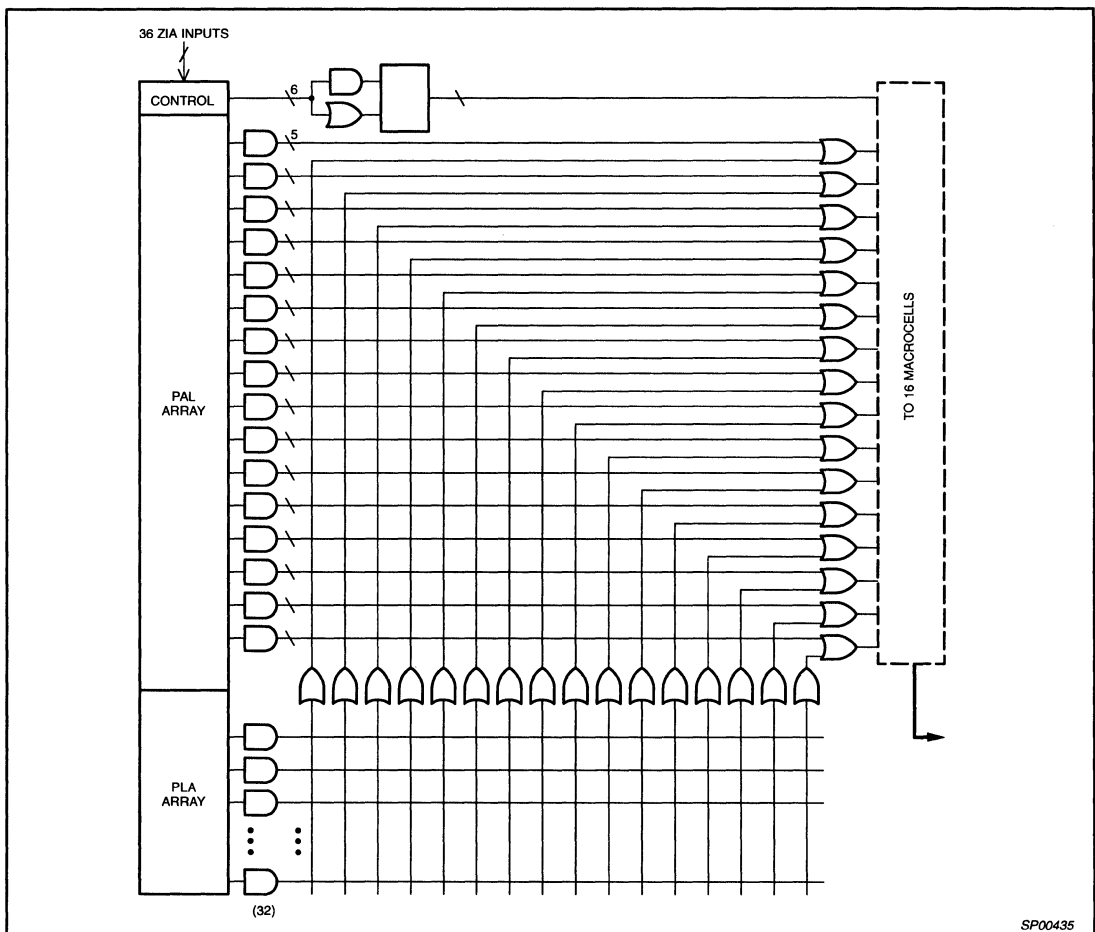 36 ZIA INPUTS
CONTROL
6
5
PAL
ARRAY
TO 16 MACROCELLS
PLA
ARRAY
(32)
SP00435